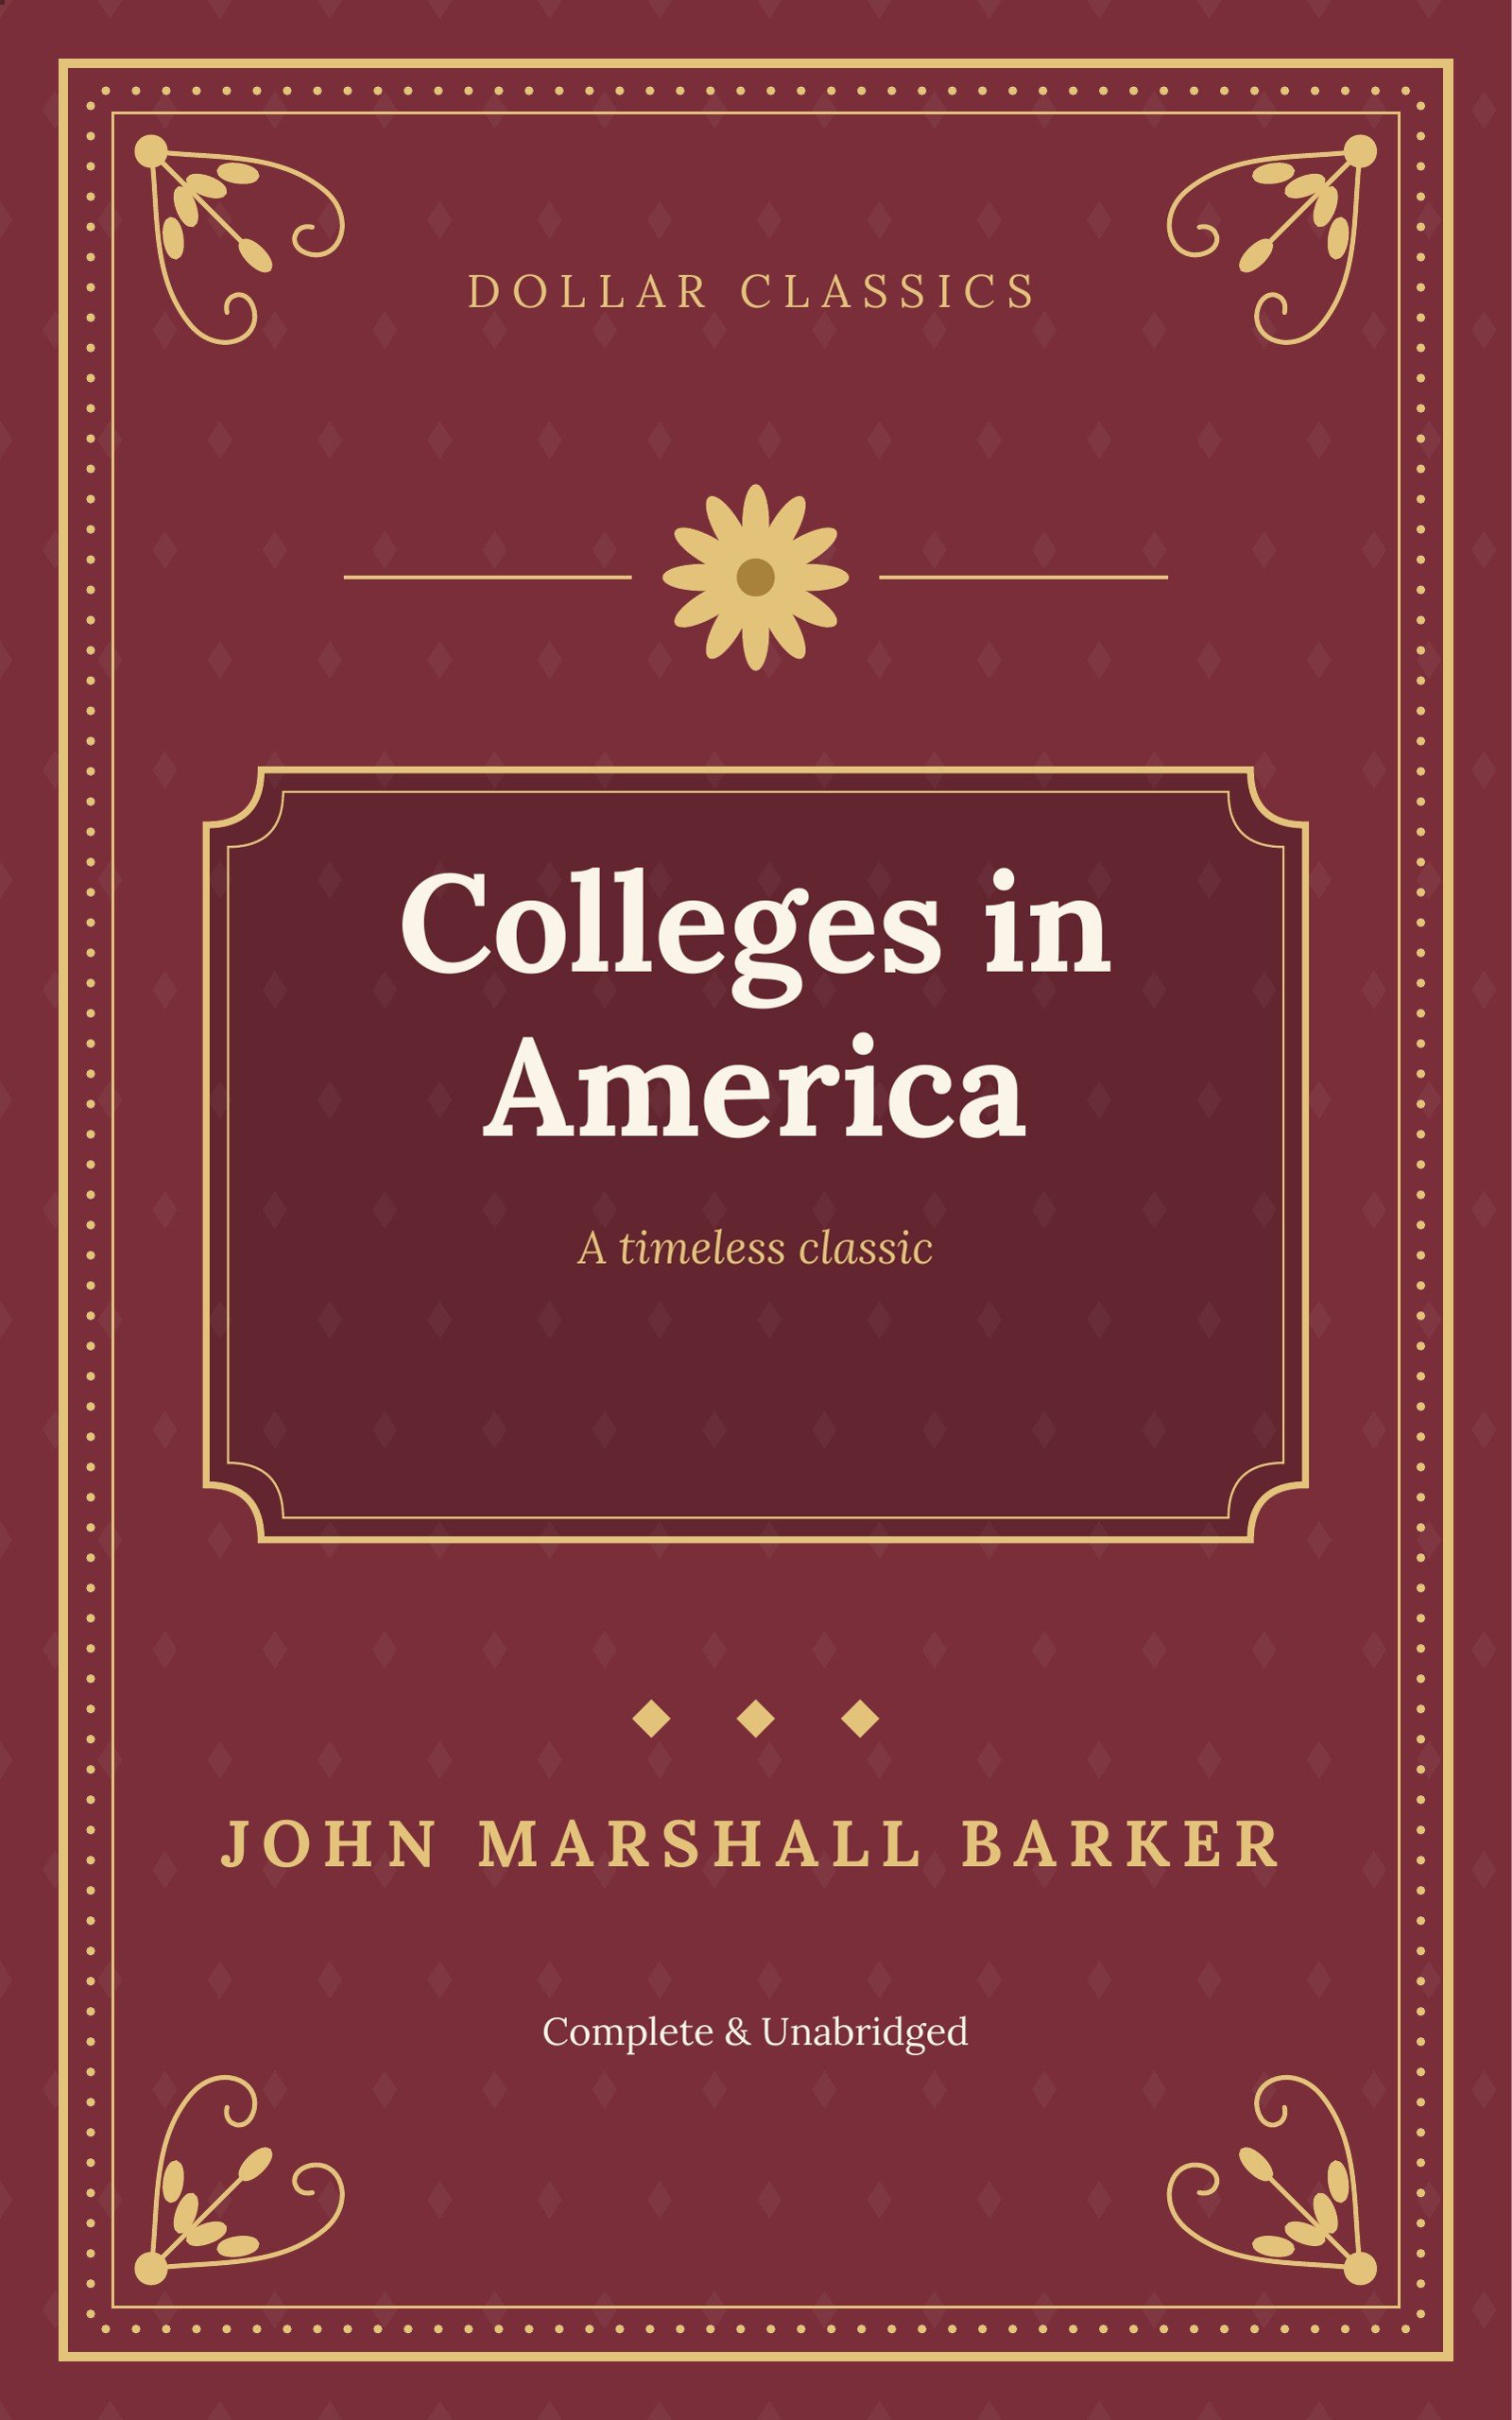 DOLLAR CLASSICS
Colleges in
America
A timeless classic
JOHN MARSHALL BARKER
Complete & Unabridged